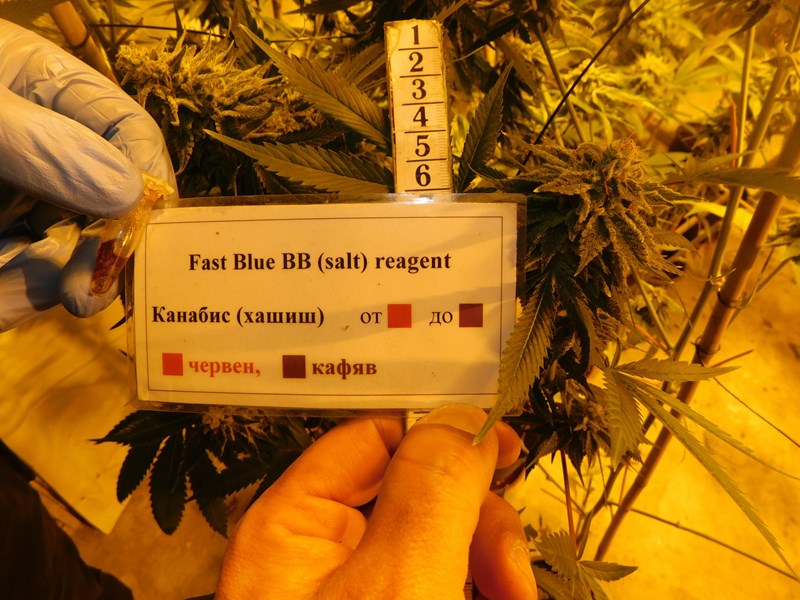 1
2
3
4
5
6
Fast Blue BB (salt) reagent
Канабис (хашиш) от до
червен, кафяв